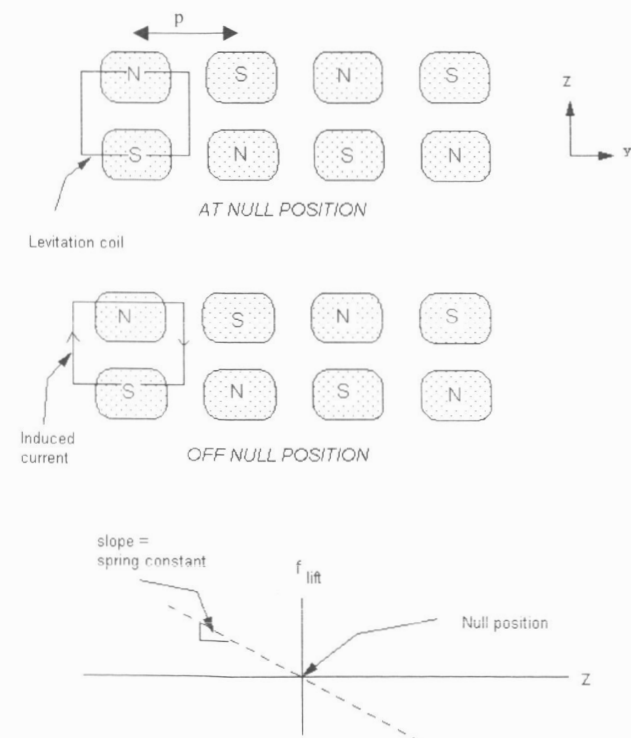 p
N S N S
S N S N
Z
y
AT NULL POSITION
Levitation coil
N S N S
S N S N
Induced
current
OFF NULL POSITION
slope =
spring constant
f lift
Null position
Z